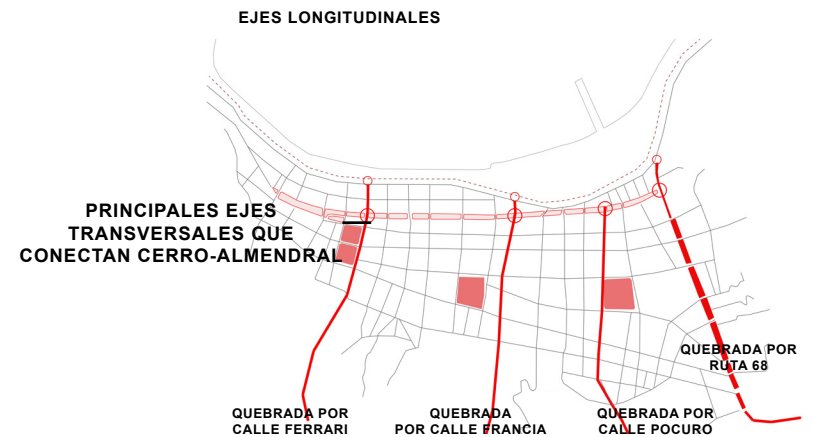 EJES LONGITUDINALES
PRINCIPALES EJES
TRANSVERSALES QUE
CONECTAN CERRO-ALMENDRAL
QUEBRADA POR
RUTA 68
QUEBRADA POR
CALLE FERRARI
QUEBRADA
POR CALLE FRANCIA
QUEBRADA POR
CALLE POCURO